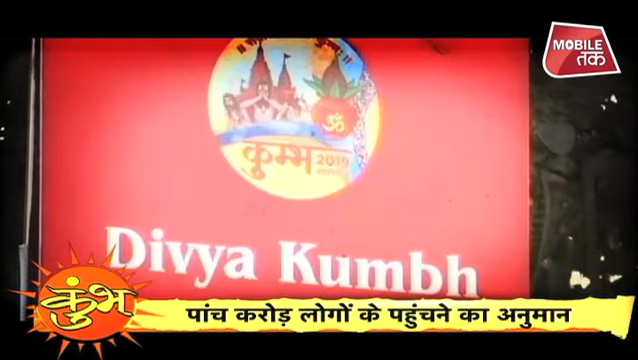 MOBILE
तक
कुम्भ 2019
Divya Kumbh
कुंभ
पांच करोड़ लोगों के पहुंचने का अनुमान